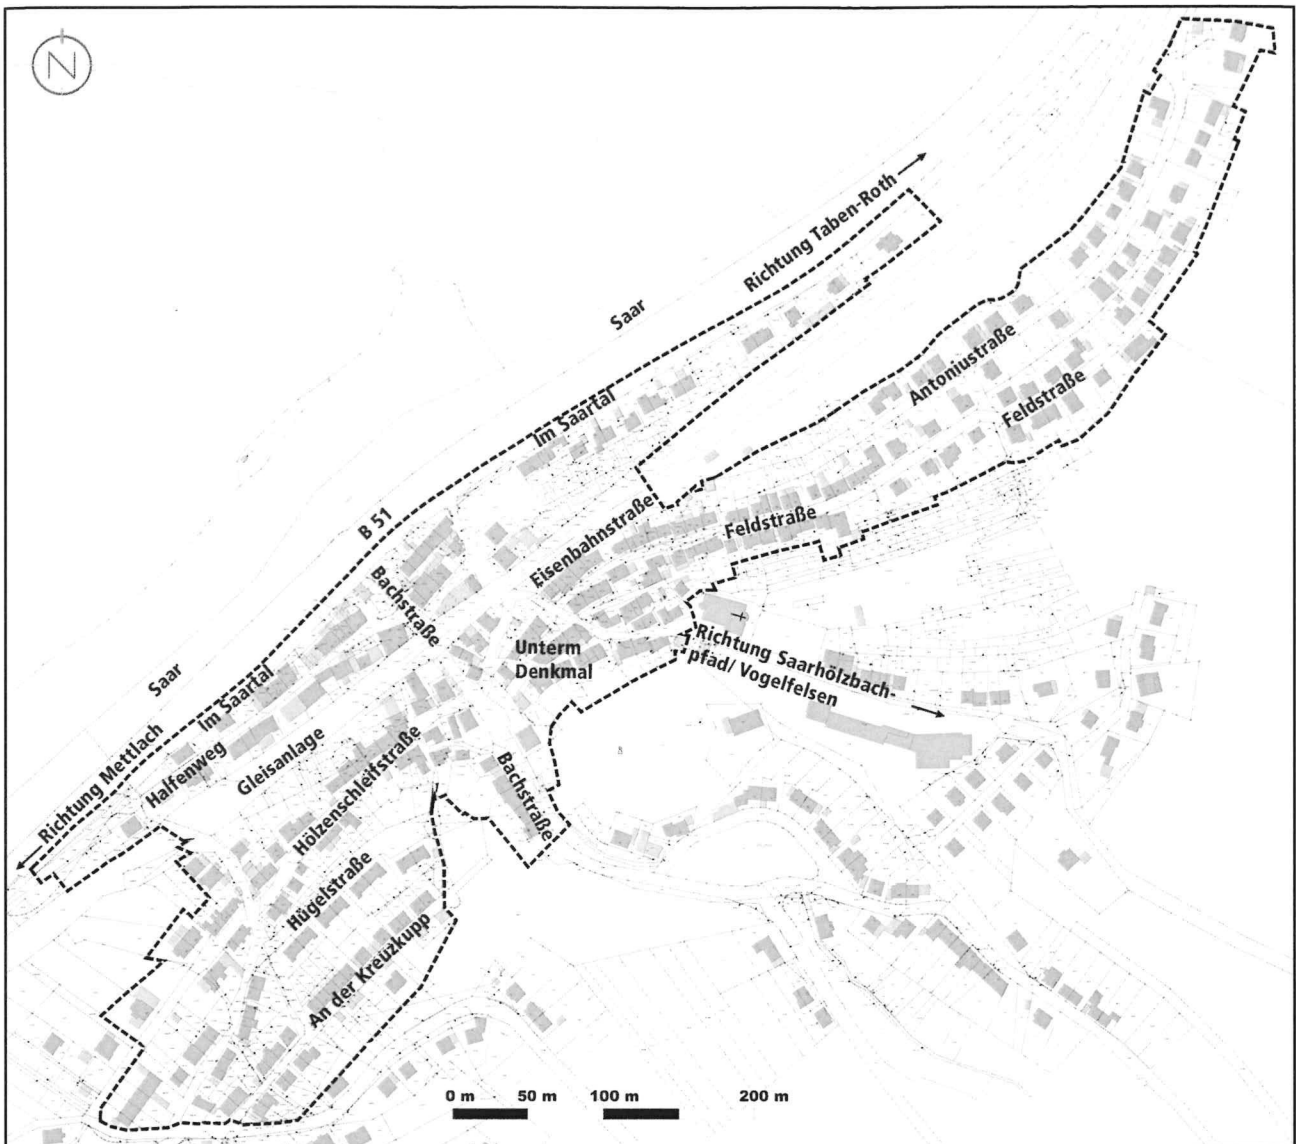 N
Richtung Taben-Roth
Saar
Antoniustraße
Feldstraße
Im Saartal
B 51
Eisenbahnstraße
Feldstraße
Bachstraße
Unterm
Denkmal
Richtung Saarhölzbach-
pfad/ Vogelfelsen
Saar
Im Saartal
Richtung Mettlach
Halfenweg
Gleisanlage
Hölzenschleifstraße
Bachstraße
Hügelstraße
An der Kreuzkupp
0 m 50 m 100 m 200 m